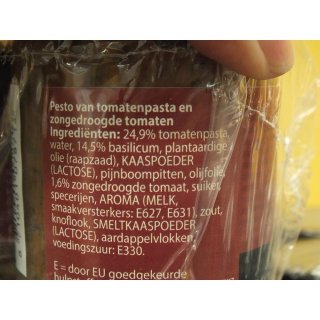 Pesto van tomatenpasta en
zongedroogde tomaten
Ingrediënten: 24,9% tomatenpasta,
water, 14,5% basilicum, plantaardige
olie (raapzaad), KAASPOEDER
(LACTOSE), pijnboompitten, olijfolie,
1,6% zongedroogde tomaat, suiker,
specerijen, AROMA (MELK,
smaakversterkers: E627, E631), zout,
knoflook, SMELTKAASPOEDER
(LACTOSE), aardappelvlokken,
voedingszuur: E330.
E = door EU goedgekeurde